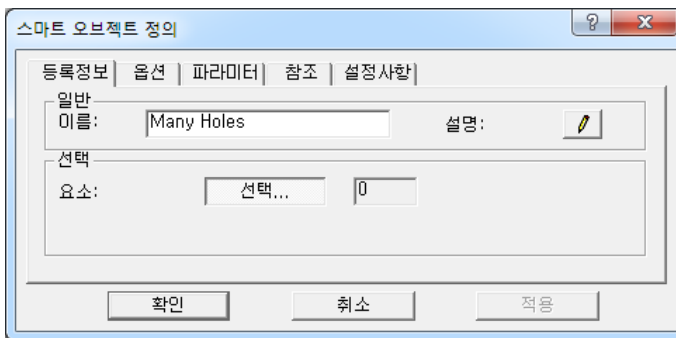 스마트 오브젝트 정의
등록정보 옵션 파라미터 참조 설정사항
일반
이름: Many Holes 설명:
선택
요소: 선택... 0
확인 취소 적용